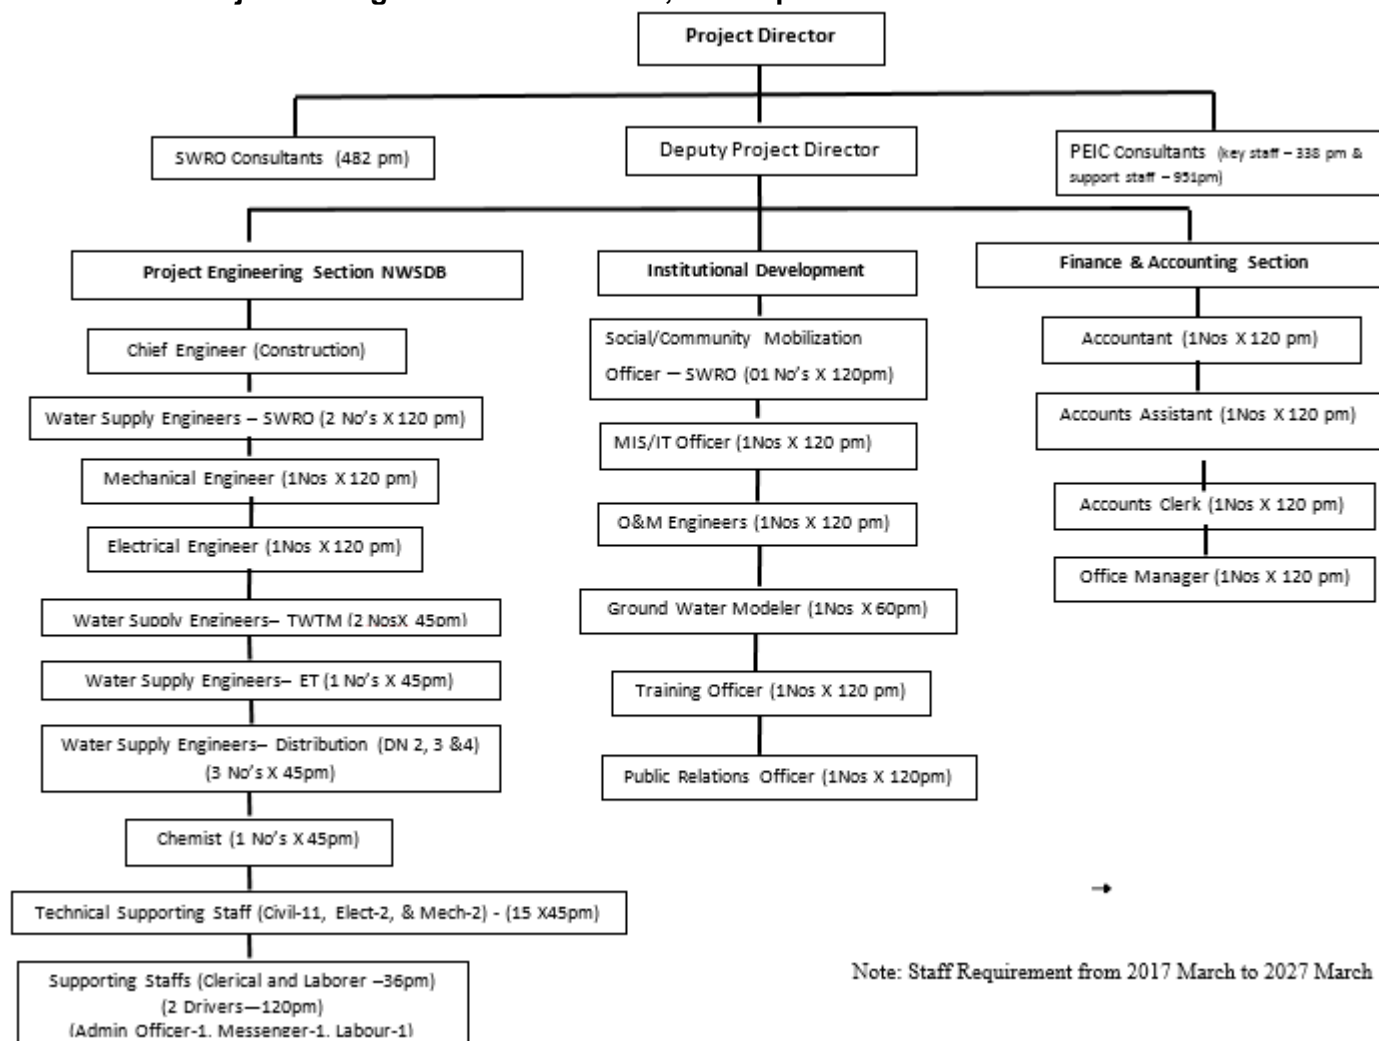 Project Director
SWRO Consultants (482 pm)
Deputy Project Director
PEIC Consultants (key staff – 338 pm &
support staff – 951pm)
Project Engineering Section NWSDB
Institutional Development
Finance & Accounting Section
Chief Engineer (Construction)
Water Supply Engineers – SWRO (2 No's X 120 pm)
Mechanical Engineer (1Nos X 120 pm)
Electrical Engineer (1Nos X 120 pm)
Water Supply Engineers– TWTM (2 NosX 45pm)
Water Supply Engineers– ET (1 No's X 45pm)
Water Supply Engineers– Distribution (DN 2, 3 &4)
(3 No's X 45pm)
Chemist (1 No's X 45pm)
Technical Supporting Staff (Civil-11, Elect-2, & Mech-2) - (15 X45pm)
Supporting Staffs (Clerical and Laborer –36pm)
(2 Drivers—120pm)
(Admin Officer-1, Messenger-1, Labour-1)
Social/Community Mobilization
Officer – SWRO (01 No's X 120pm)
MIS/IT Officer (1Nos X 120 pm)
O&M Engineers (1Nos X 120 pm)
Ground Water Modeler (1Nos X 60pm)
Training Officer (1Nos X 120 pm)
Public Relations Officer (1Nos X 120pm)
Accountant (1Nos X 120 pm)
Accounts Assistant (1Nos X 120 pm)
Accounts Clerk (1Nos X 120 pm)
Office Manager (1Nos X 120 pm)
Note: Staff Requirement from 2017 March to 2027 March